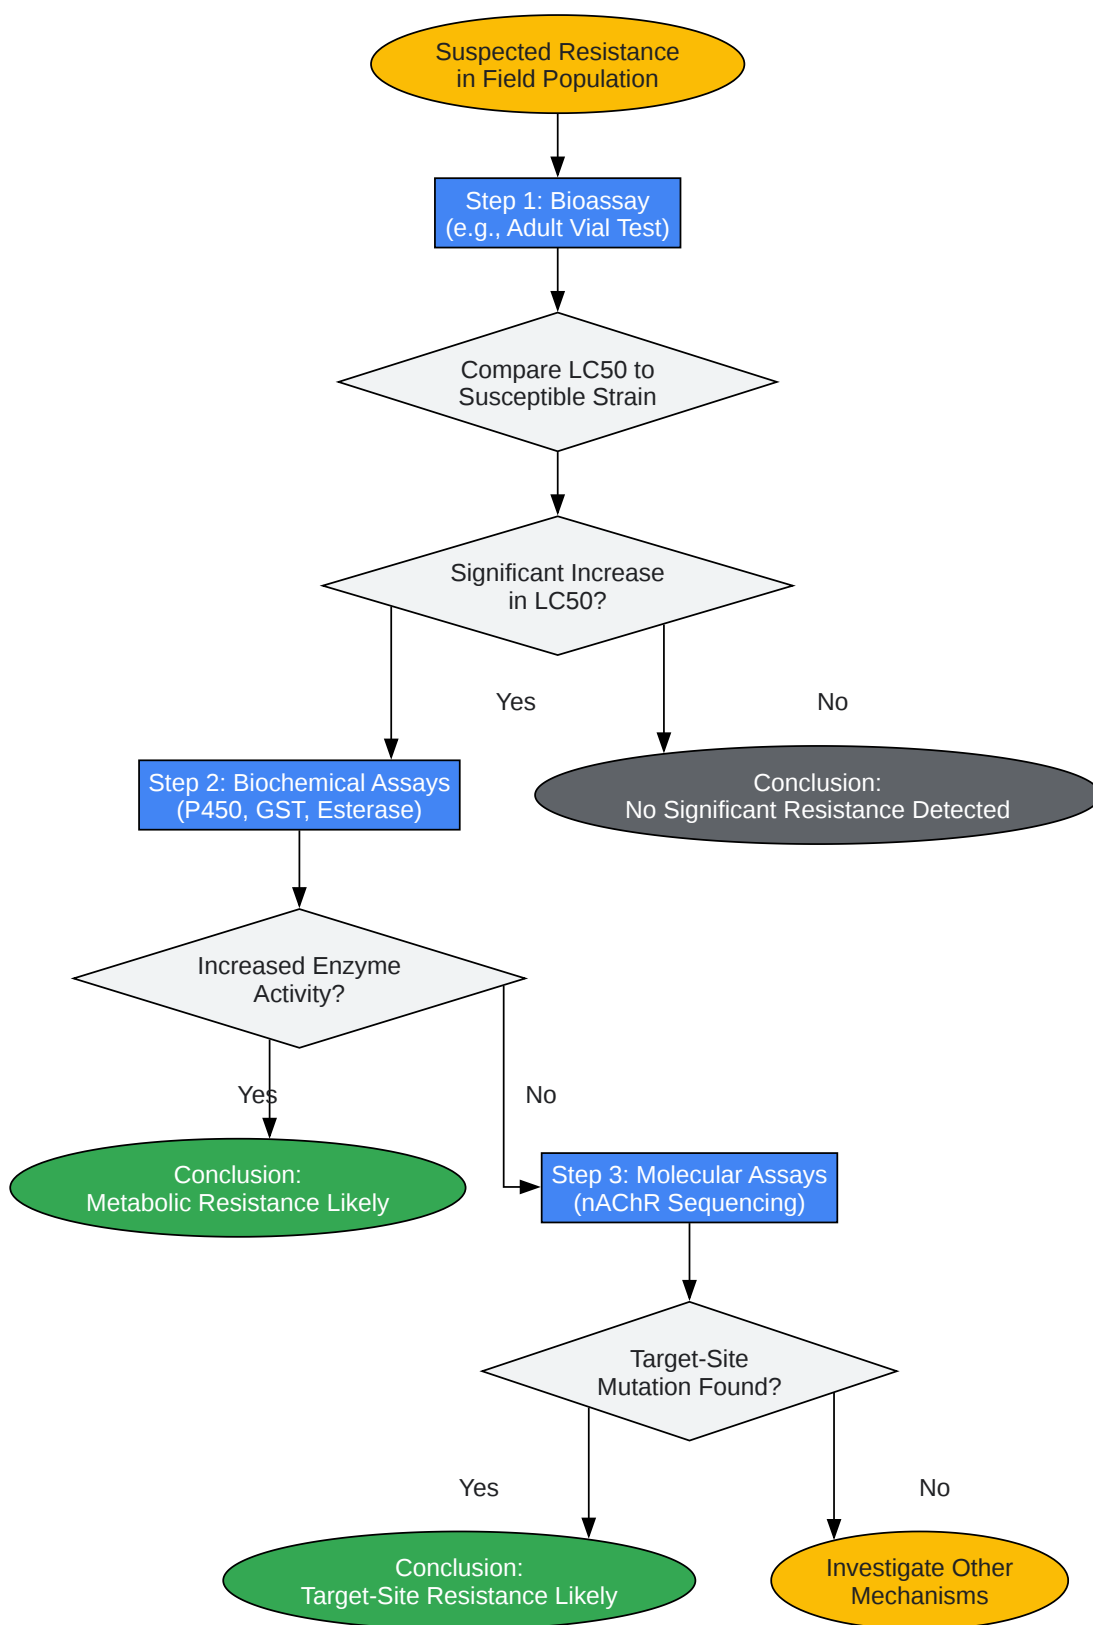 Suspected Resistance
in Field Population
Step 1: Bioassay
(e.g., Adult Vial Test)
Compare LC50 to
Susceptible Strain
Significant Increase
in LC50?
Yes
No
Step 2: Biochemical Assays
(P450, GST, Esterase)
Conclusion:
No Significant Resistance Detected
Increased Enzyme
Activity?
Yes
No
Conclusion:
Metabolic Resistance Likely
Step 3: Molecular Assays
(nAChR Sequencing)
Target-Site
Mutation Found?
Yes
No
Conclusion:
Target-Site Resistance Likely
Investigate Other
Mechanisms